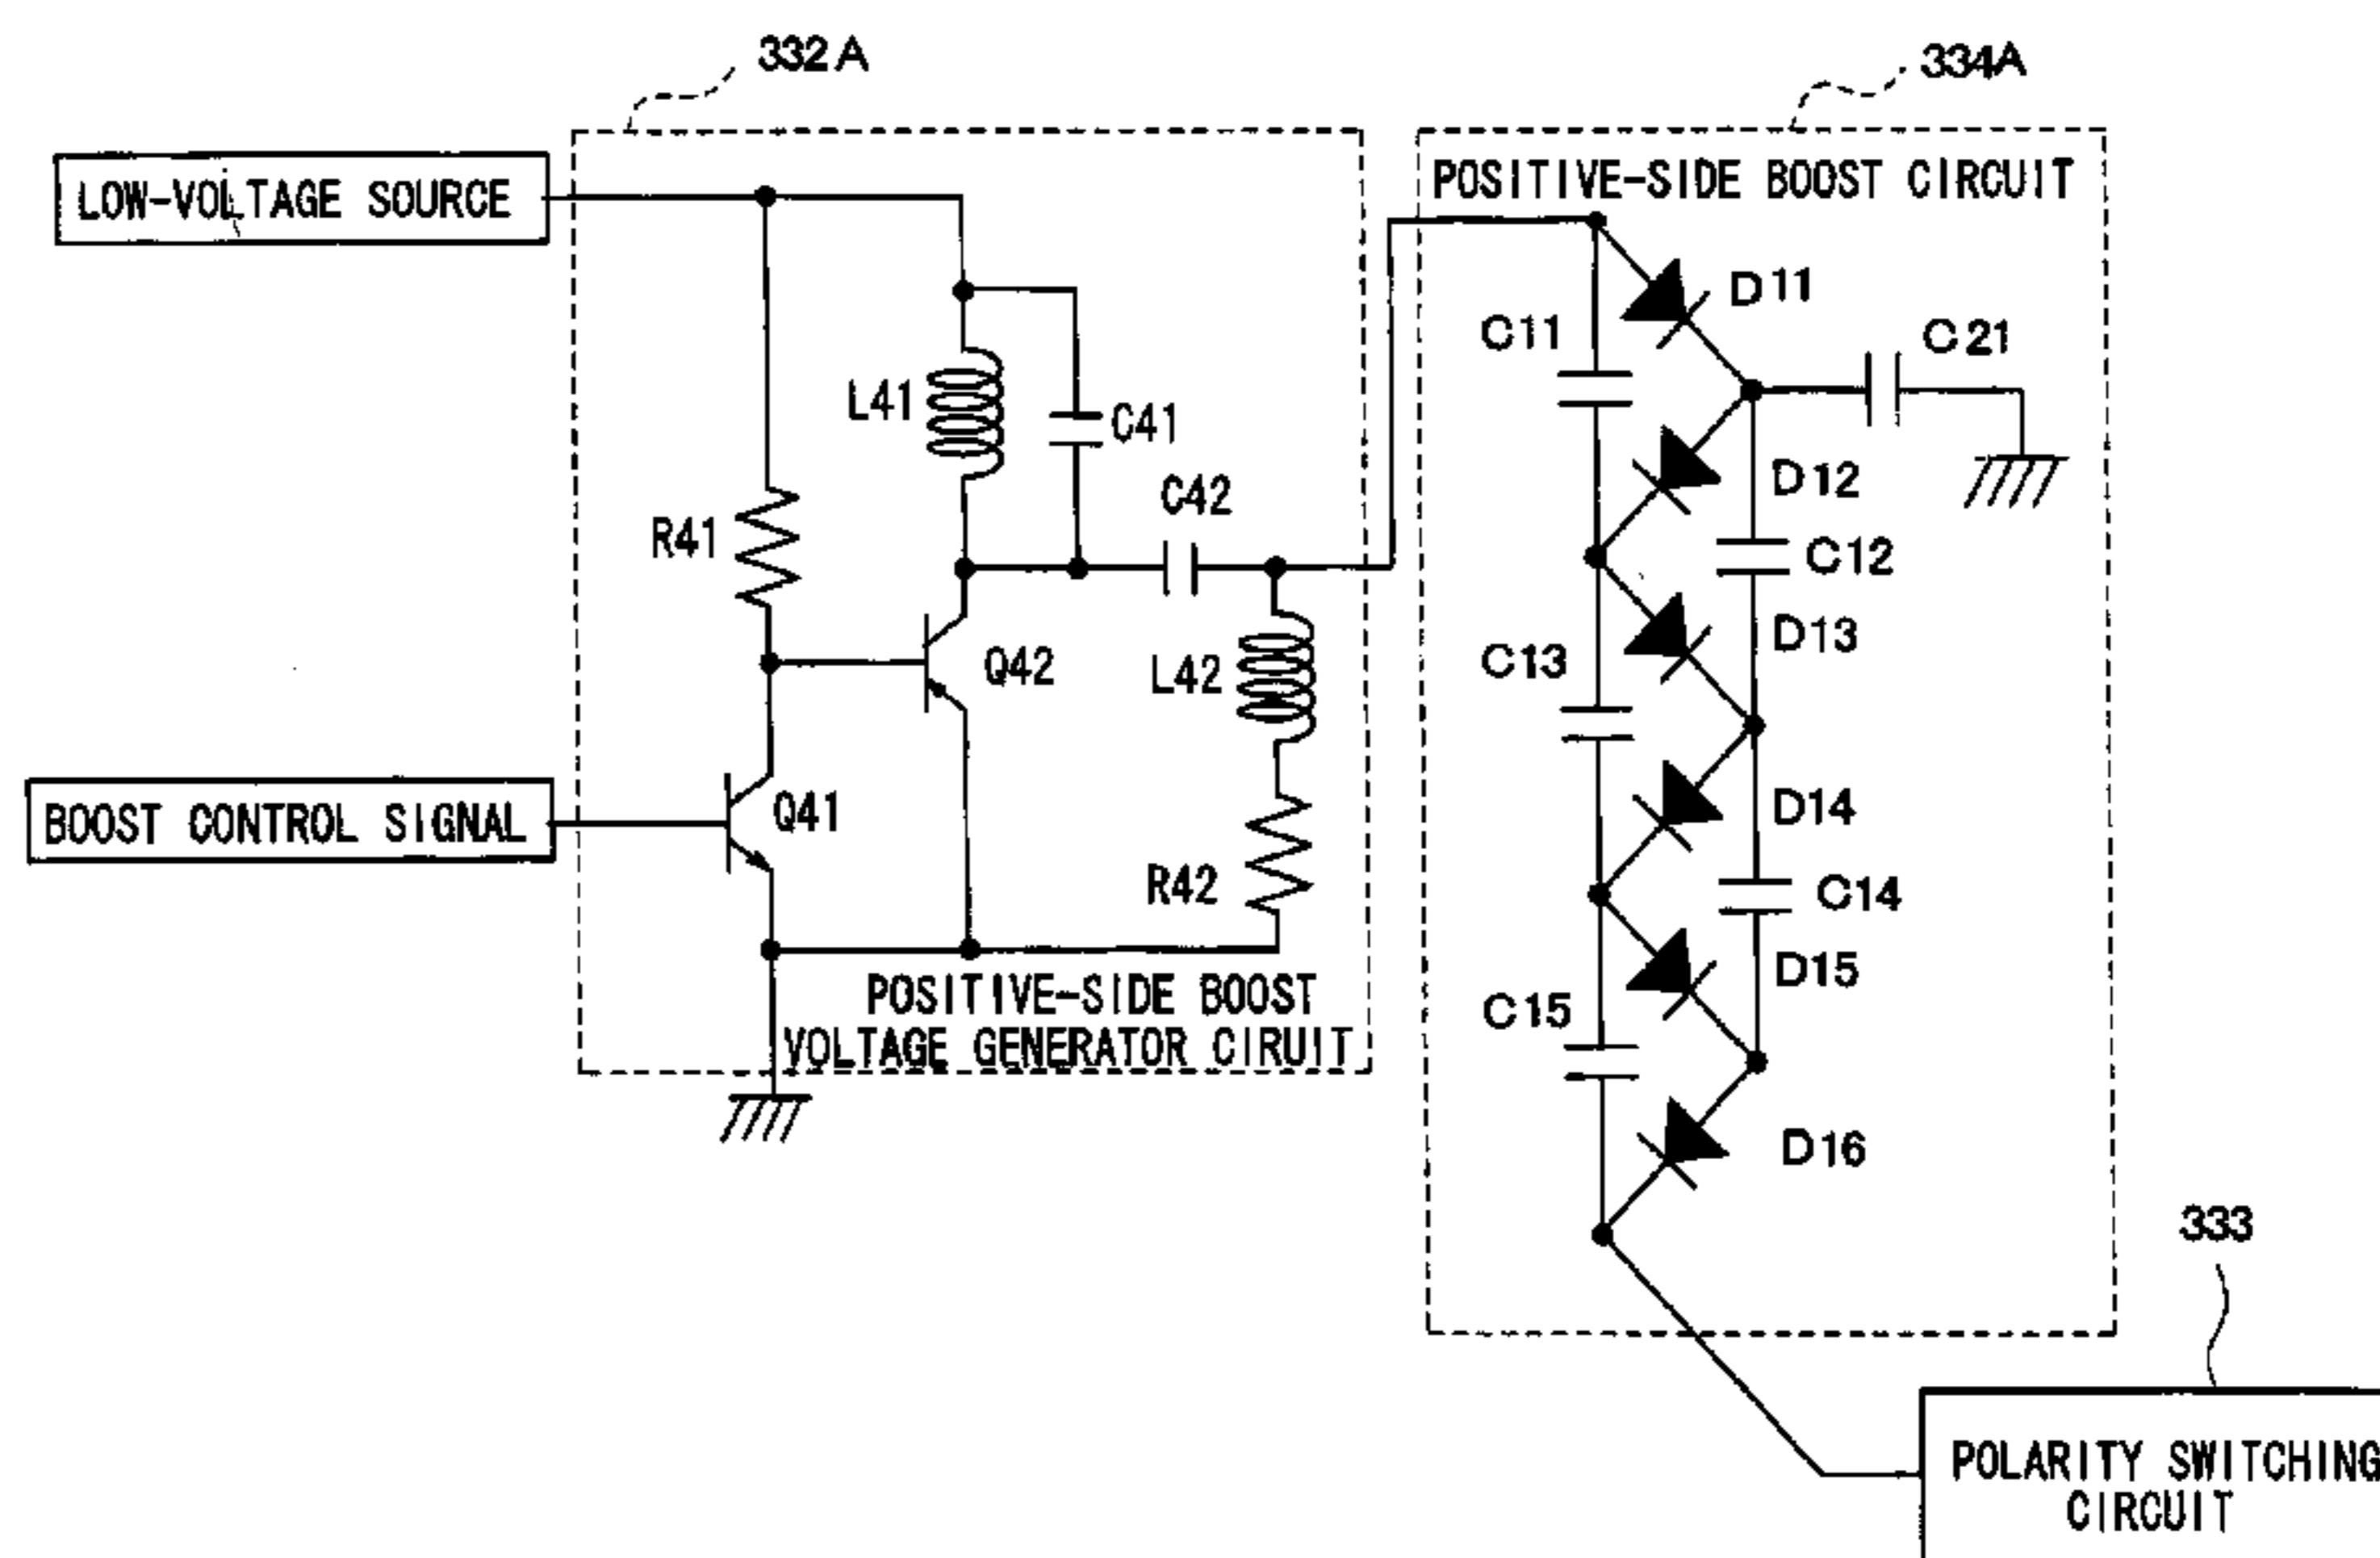 332A
334A
LOW-VOLTAGE SOURCE
POSITIVE-SIDE BOOST CIRCUIT
D11
C11
C21
L41
C41
D12
C42
R41
C12
D13
Q42
C13
L42
D14
BOOST CONTROL SIGNAL
Q41
R42
C14
D15
POSITIVE-SIDE BOOST
C15
VOLTAGE GENERATOR CIRUIT
D16
333
POLARITY SWITCHING
CIRCUIT